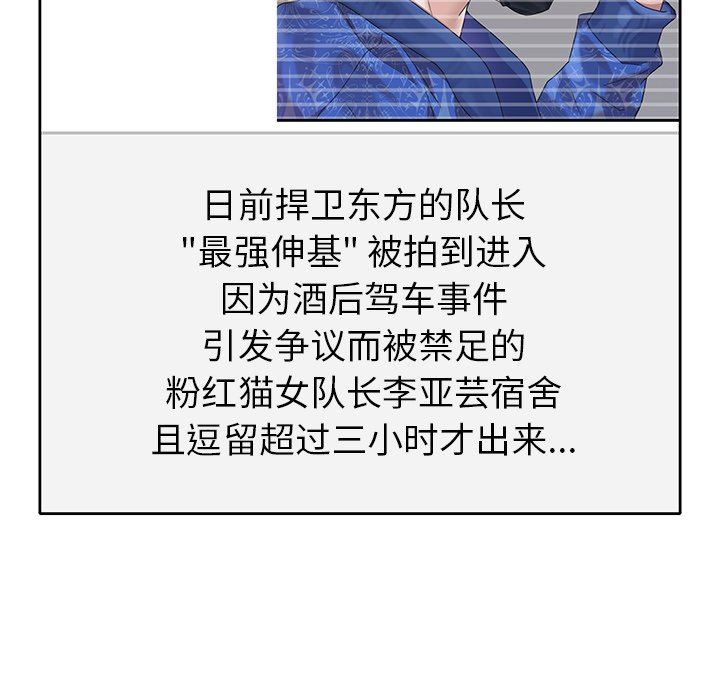 日前捍卫东方的队长
"最强伸基" 被拍到进入
因为酒后驾车事件
引发争议而被禁足的
粉红猫女队长李亚芸宿舍
且逗留超过三小时才出来...